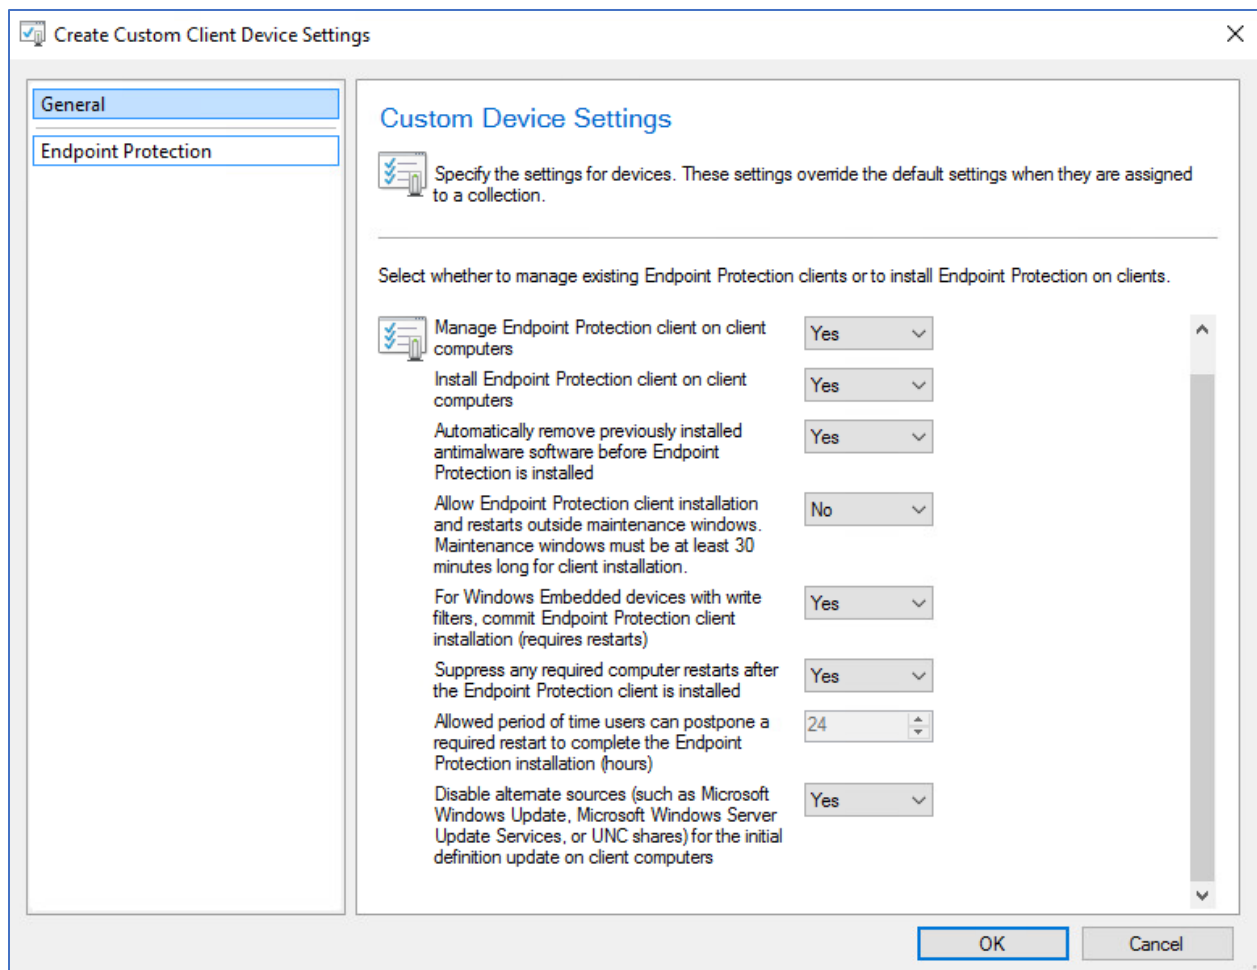 Create Custom Client Device Settings
General
Endpoint Protection
Custom Device Settings
Specify the settings for devices. These settings override the default settings when they are assigned
to a collection.
Select whether to manage existing Endpoint Protection clients or to install Endpoint Protection on clients.
Manage Endpoint Protection client on client
computers
Yes
Install Endpoint Protection client on client
computers
Yes
Automatically remove previously installed
antimalware software before Endpoint
Protection is installed
Yes
Allow Endpoint Protection client installation
and restarts outside maintenance windows.
Maintenance windows must be at least 30
minutes long for client installation.
No
For Windows Embedded devices with write
filters, commit Endpoint Protection client
installation (requires restarts)
Yes
Suppress any required computer restarts after
the Endpoint Protection client is installed
Yes
Allowed period of time users can postpone a
required restart to complete the Endpoint
Protection installation (hours)
24
Disable alternate sources (such as Microsoft
Windows Update, Microsoft Windows Server
Update Services, or UNC shares) for the initial
definition update on client computers
Yes
OK
Cancel